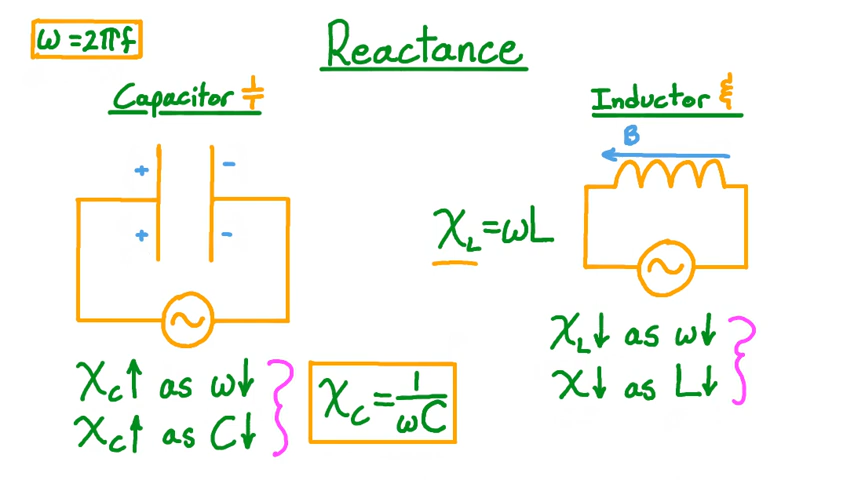 ω = 2πf
Reactance
Capacitor
Inductor
B
+ -
+ -
X_L = ωL
X_L↓ as ω↓
X↓ as L↓
X_C↑ as ω↓
X_C↑ as C↓
X_C = 1/ωC